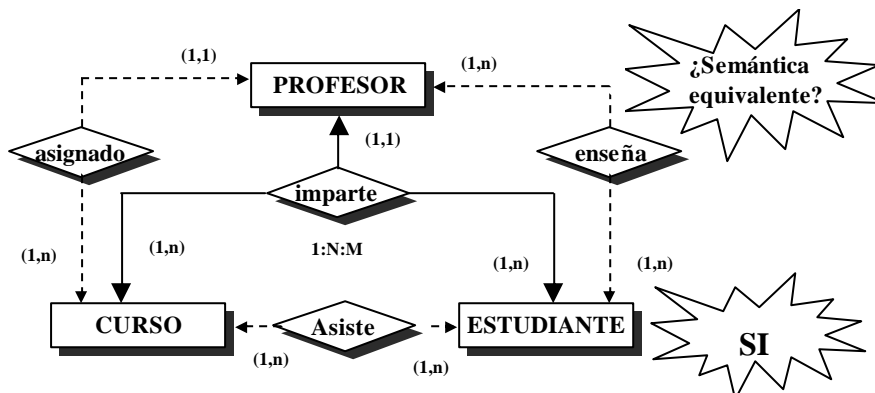 (1,1)
(1,n)
¿Semántica
equivalente?
PROFESOR
(1,1)
asignado
enseña
imparte
(1,n)
(1,n)
1:N:M
(1,n)
(1,n)
CURSO
Asiste
ESTUDIANTE
SI
(1,n)
(1,n)